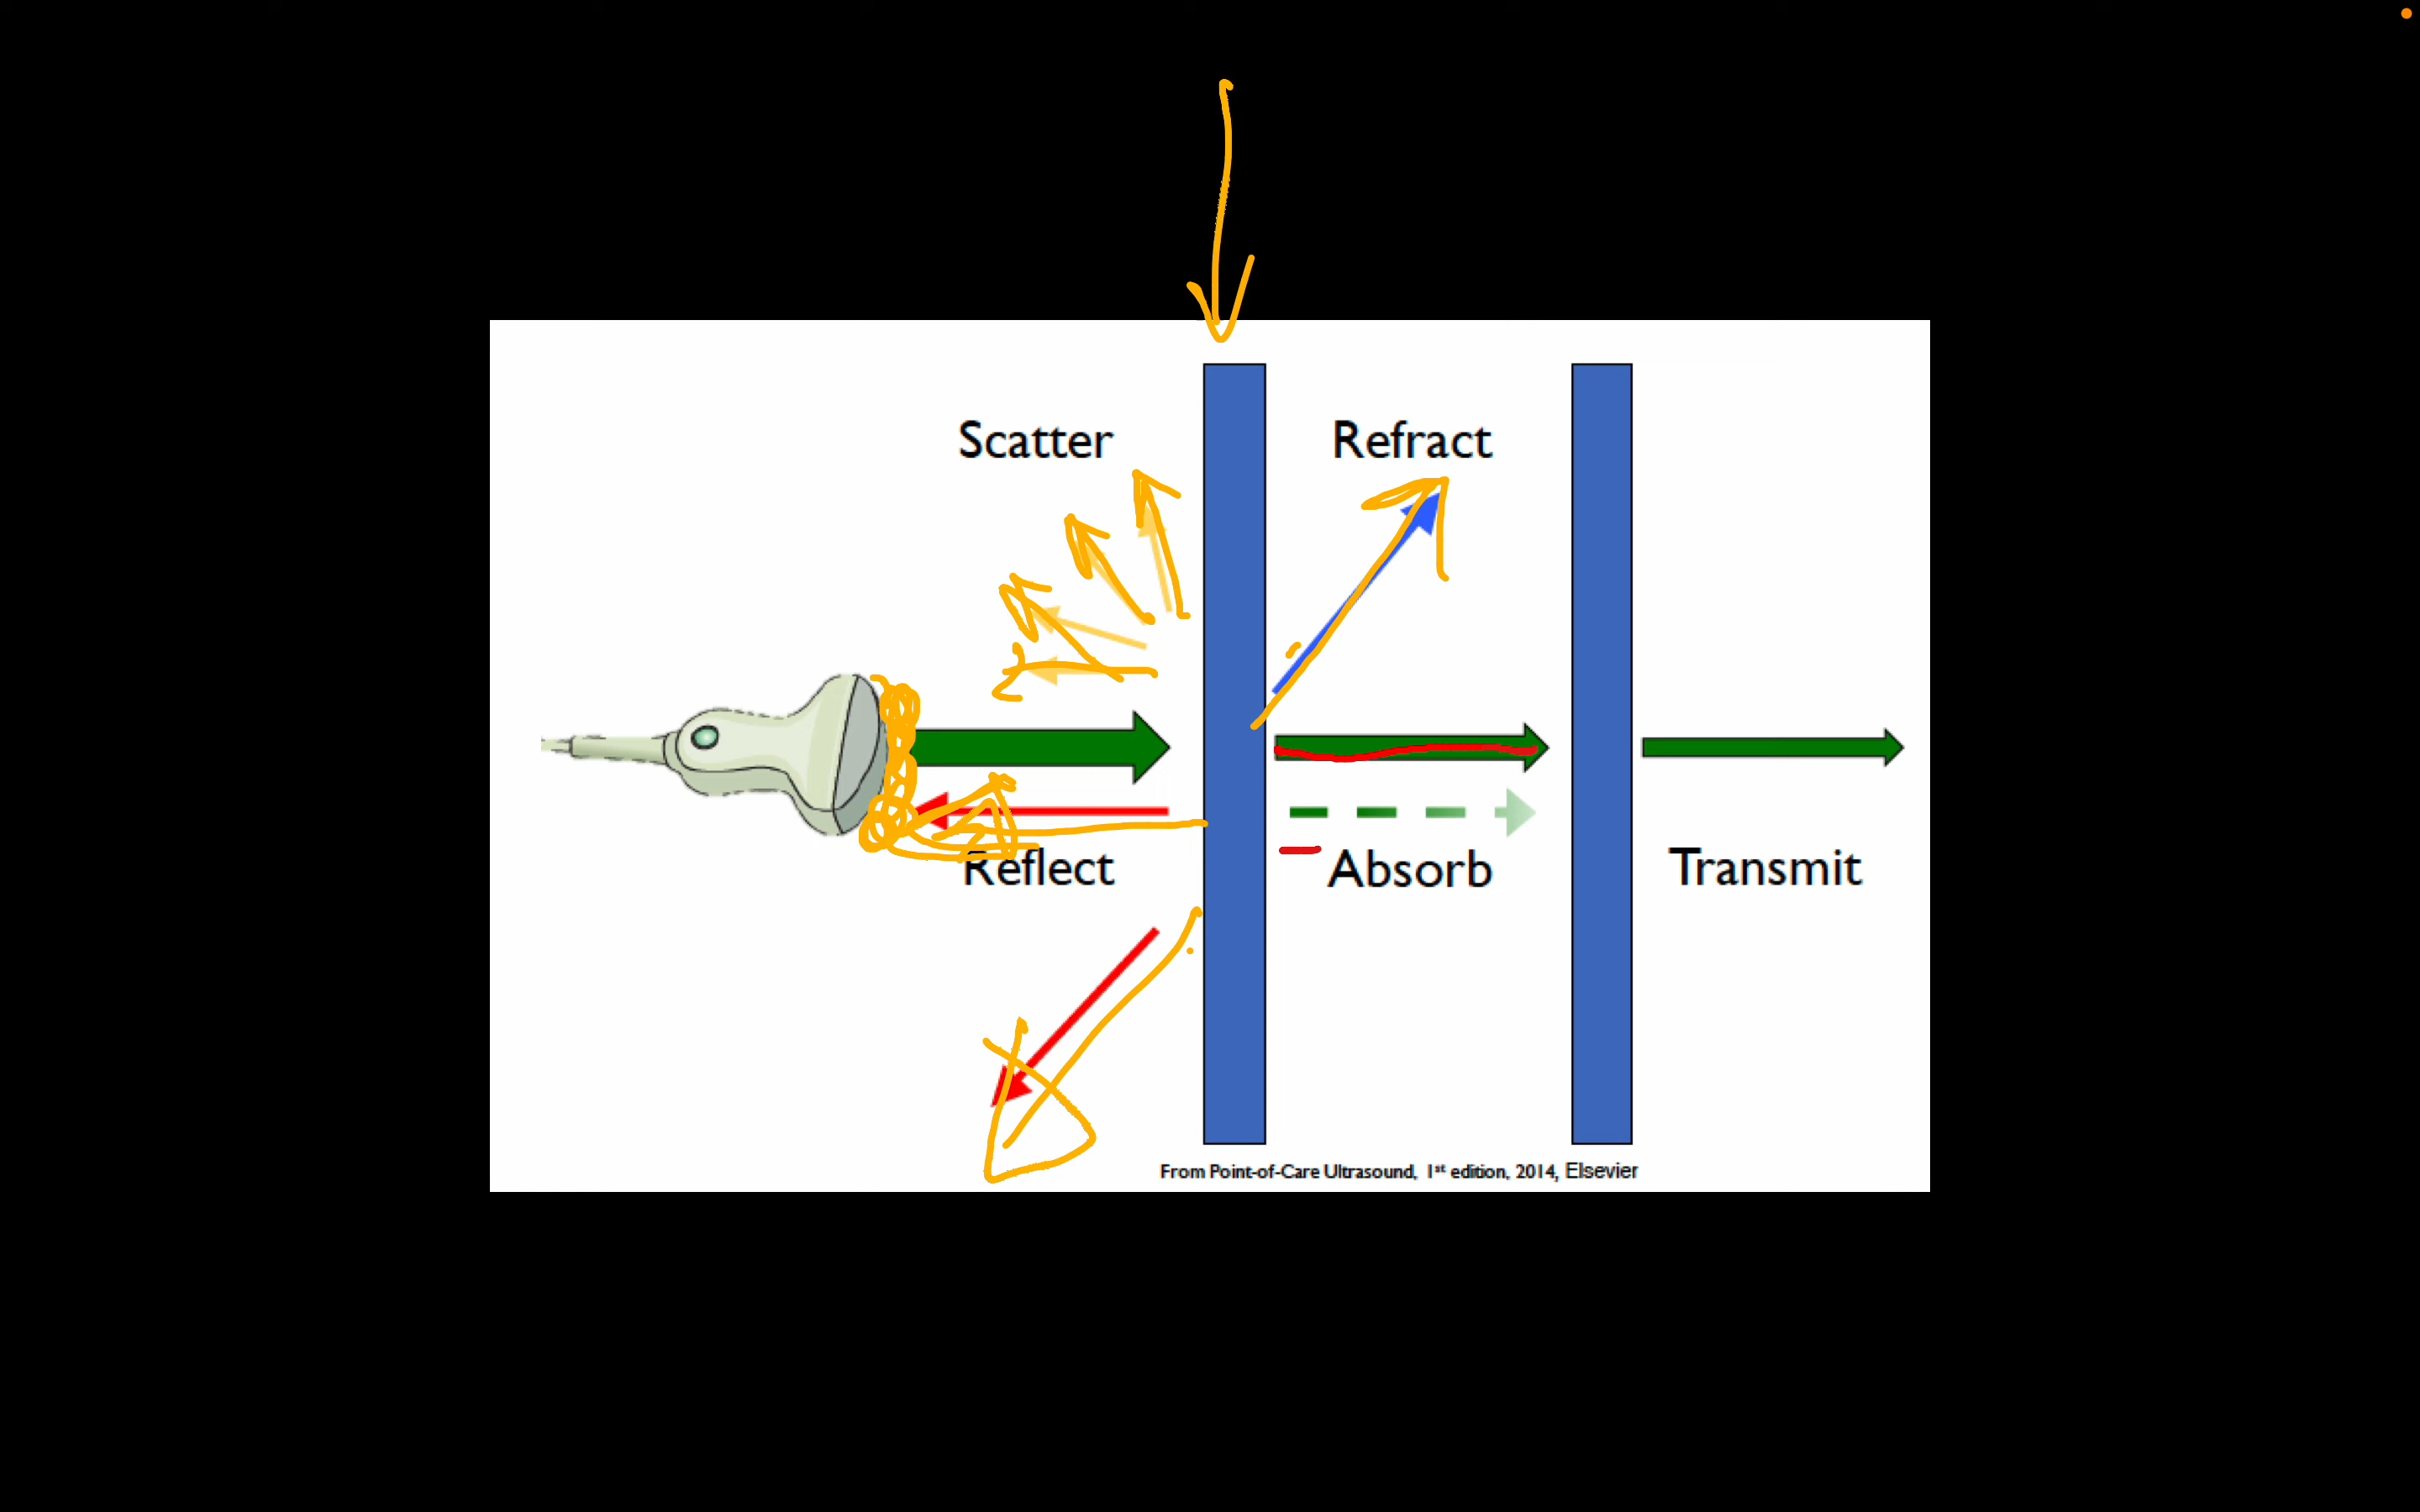 Scatter
Refract
Reflect
Absorb
Transmit
From Point-of-Care Ultrasound, 1st edition, 2014, Elsevier